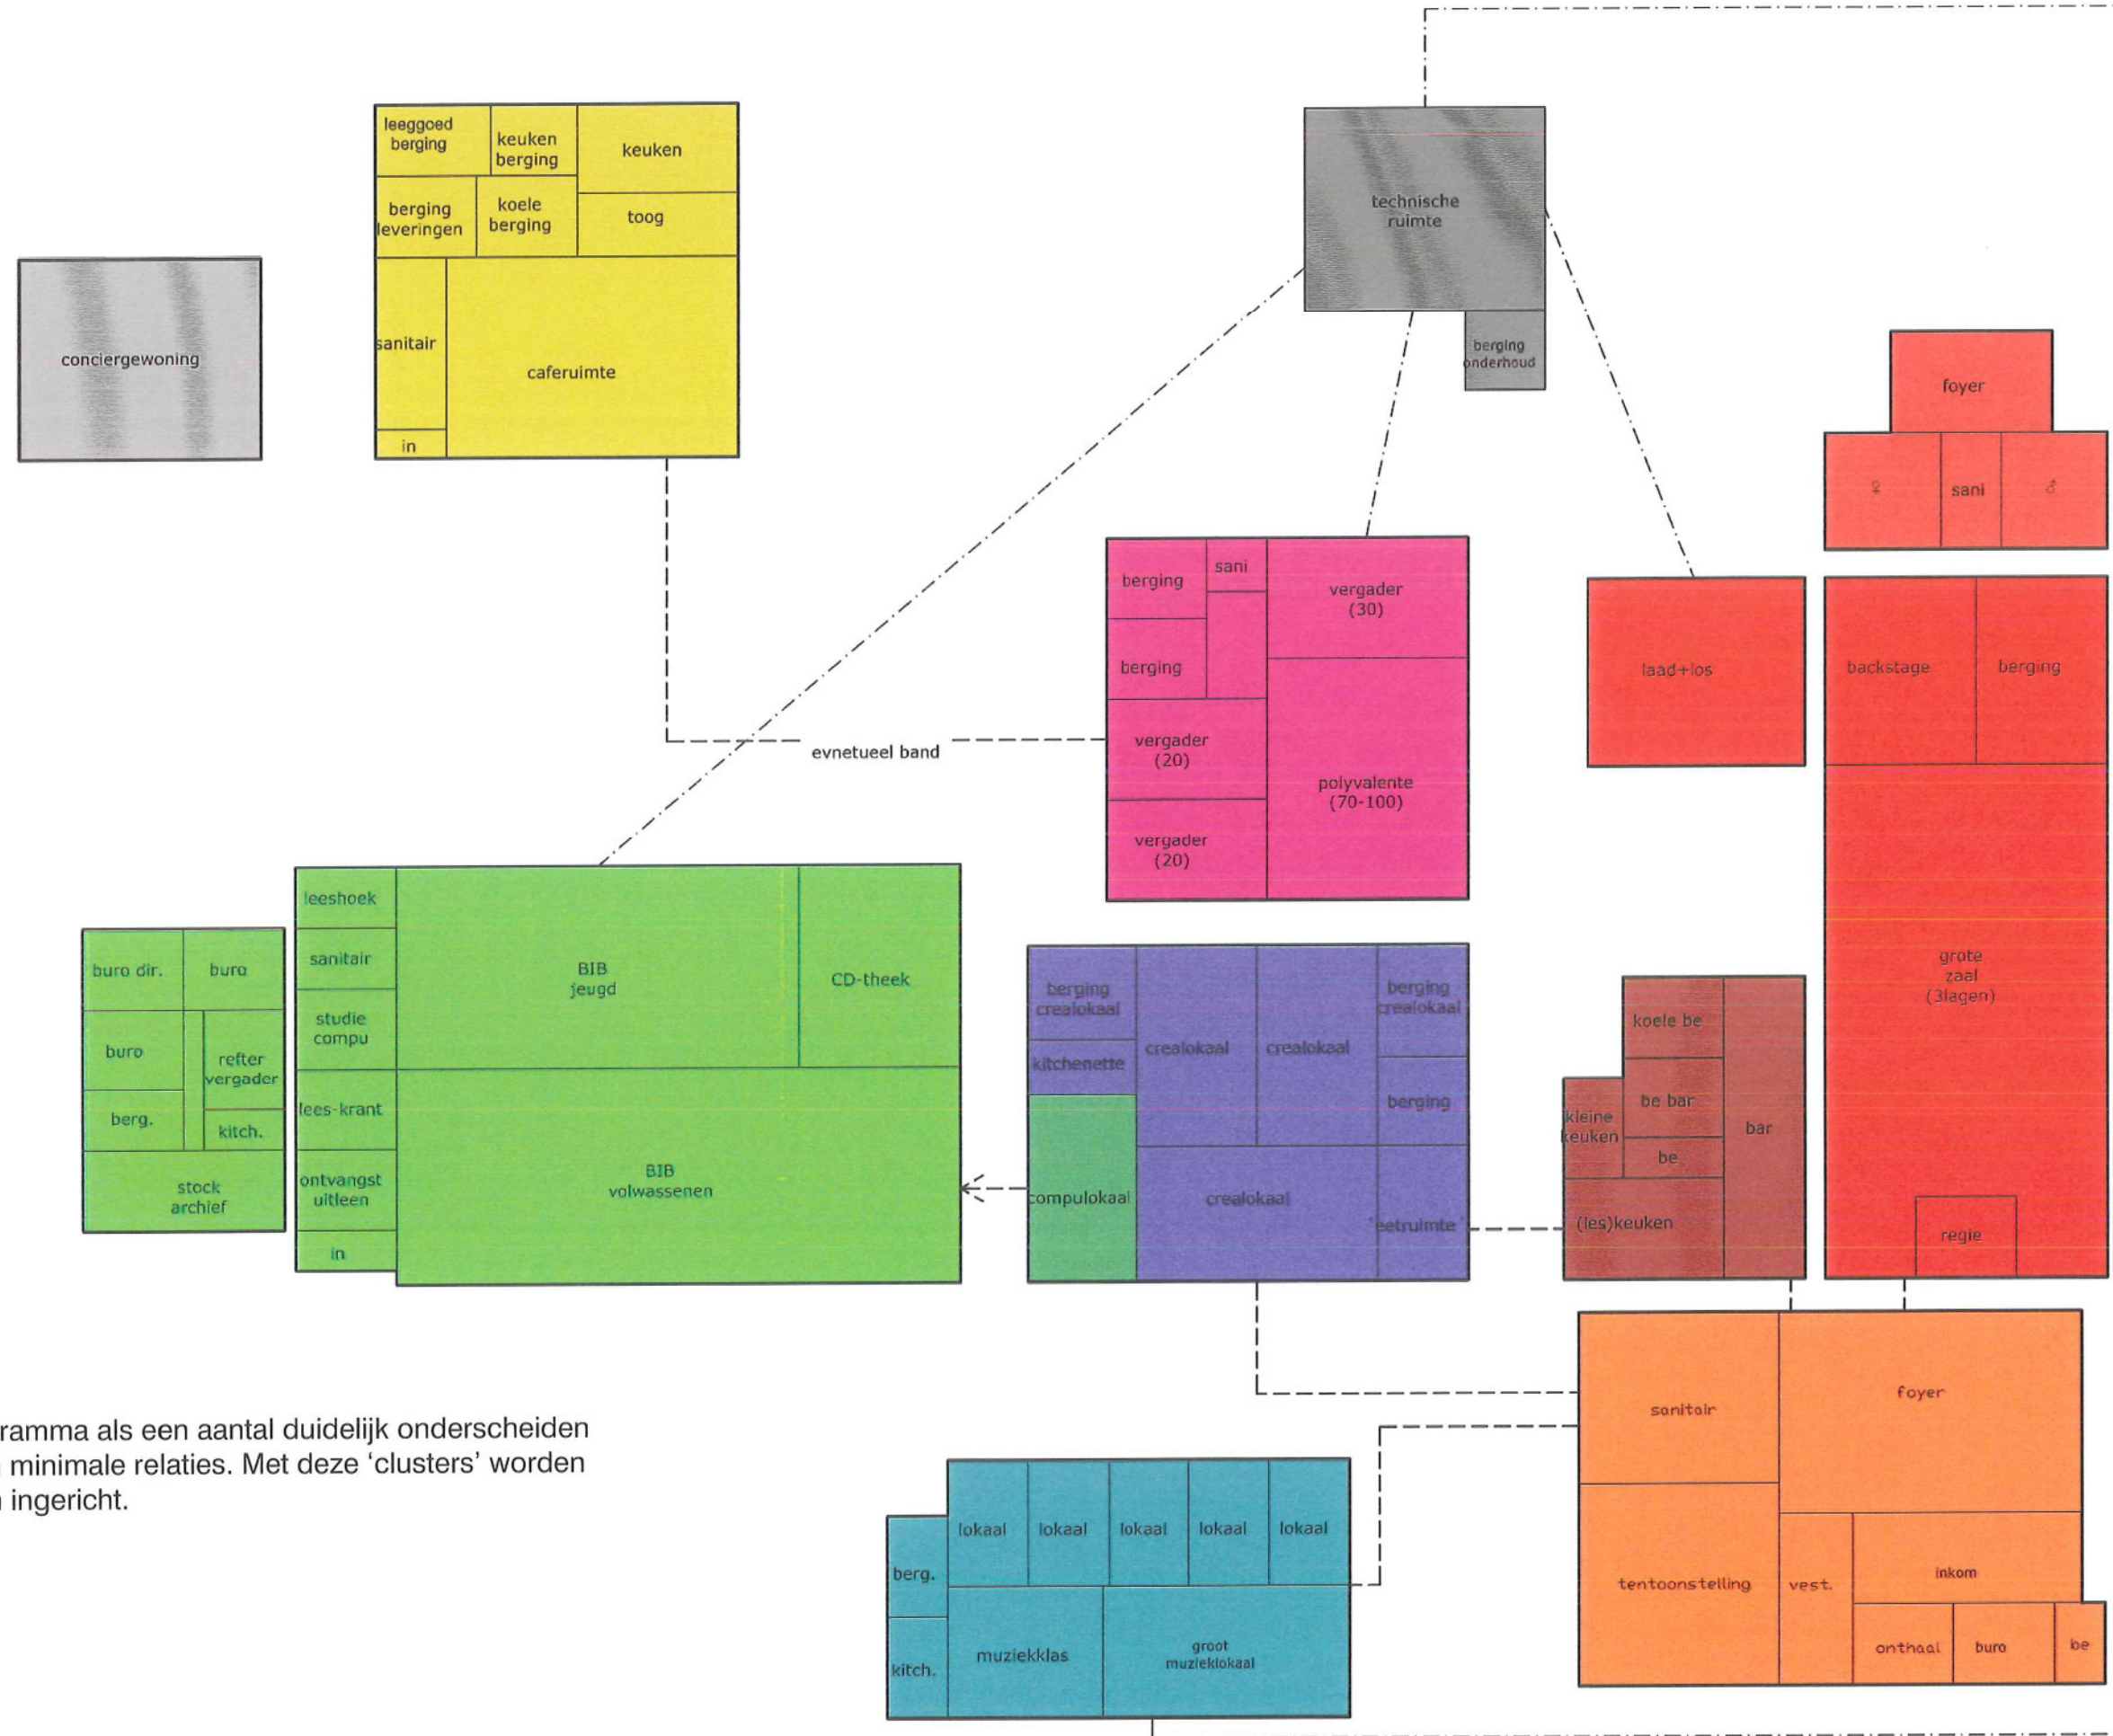 leeggoed
berging
keuken
berging
keuken
berging
leveringen
koele
berging
toog
sanitair
caferuimte
in
conciergewoning
technische
ruimte
berging
onderhoud
foyer
♀
sani
♂
berging
sani
vergader
(30)
berging
vergader
(20)
polyvalente
(70-100)
vergader
(20)
evnetueel band
laad+los
backstage
berging
grote
zaal
(3lagen)
regie
buro dir.
buro
buro
refter
vergader
berg.
kitch.
stock
archief
leeshoek
sanitair
studie
compu
lees-krant
ontvangst
uitleen
in
BIB
jeugd
CD-theek
BIB
volwassenen
berging
crealokaal
kitchenette
compulokaal
crealokaal
crealokaal
berging
crealokaal
berging
crealokaal
'eetruimte'
koele be
kleine
keuken
be bar
be
bar
(les)keuken
sanitair
foyer
tentoonstelling
vest.
inkom
onthaal
buro
be
ramma als een aantal duidelijk onderscheiden
minimale relaties. Met deze ‘clusters’ worden
ingericht.
berg.
kitch.
lokaal
lokaal
lokaal
lokaal
lokaal
muziekklas
groot
muzieklokaal